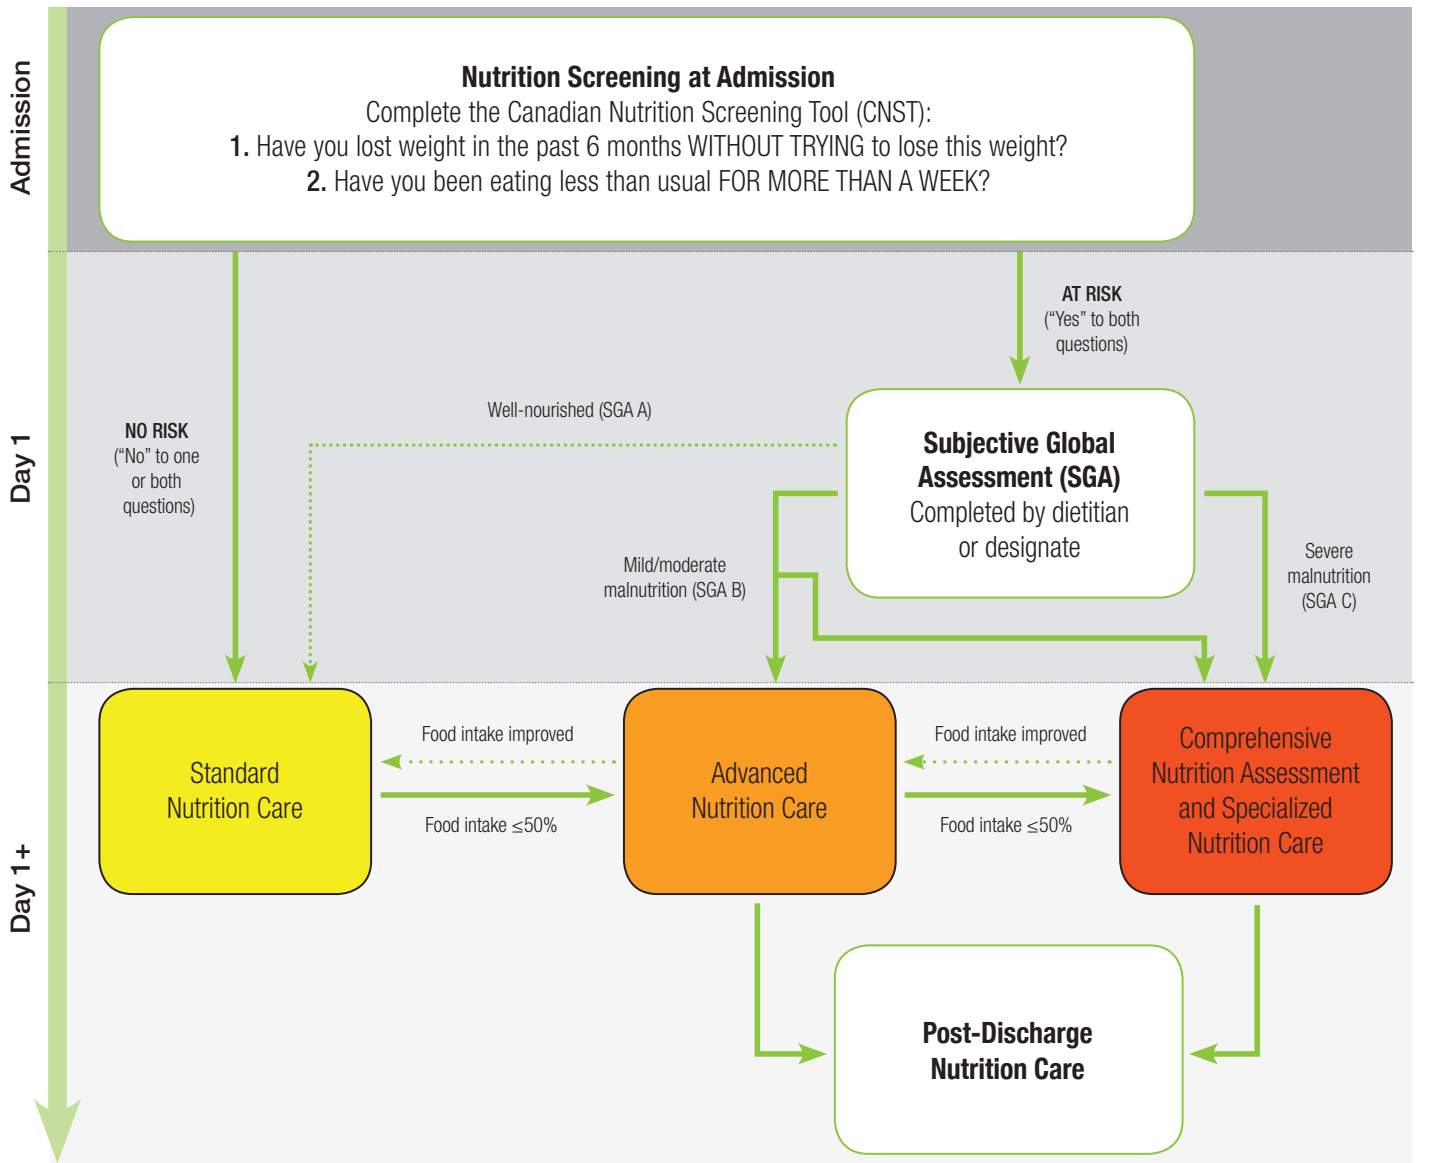 Admission
Nutrition Screening at Admission
Complete the Canadian Nutrition Screening Tool (CNST):
1. Have you lost weight in the past 6 months WITHOUT TRYING to lose this weight?
2. Have you been eating less than usual FOR MORE THAN A WEEK?
Day 1
NO RISK
(“No” to one
or both
questions)
AT RISK
(“Yes” to both
questions)
Well-nourished (SGA A)
Subjective Global
Assessment (SGA)
Completed by dietitian
or designate
Mild/moderate
malnutrition (SGA B)
Severe
malnutrition
(SGA C)
Day 1+
Standard
Nutrition Care
Food intake improved
Food intake ≤50%
Advanced
Nutrition Care
Food intake improved
Food intake ≤50%
Comprehensive
Nutrition Assessment
and Specialized
Nutrition Care
Post-Discharge
Nutrition Care